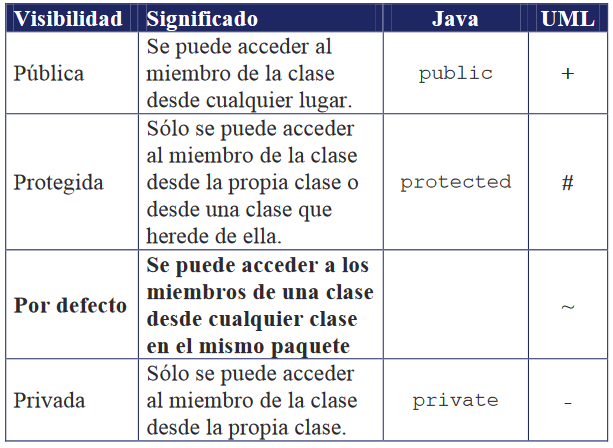 Visibilidad Significado Java UML
Pública
Se puede acceder al
miembro de la clase
desde cualquier lugar.
public
+
Protegida
Sólo se puede acceder
al miembro de la clase
desde la propia clase o
desde una clase que
herede de ella.
protected
#
Por defecto
Se puede acceder a los
miembros de una clase
desde cualquier clase
en el mismo paquete
~
Privada
Sólo se puede acceder
al miembro de la clase
desde la propia clase.
private
-